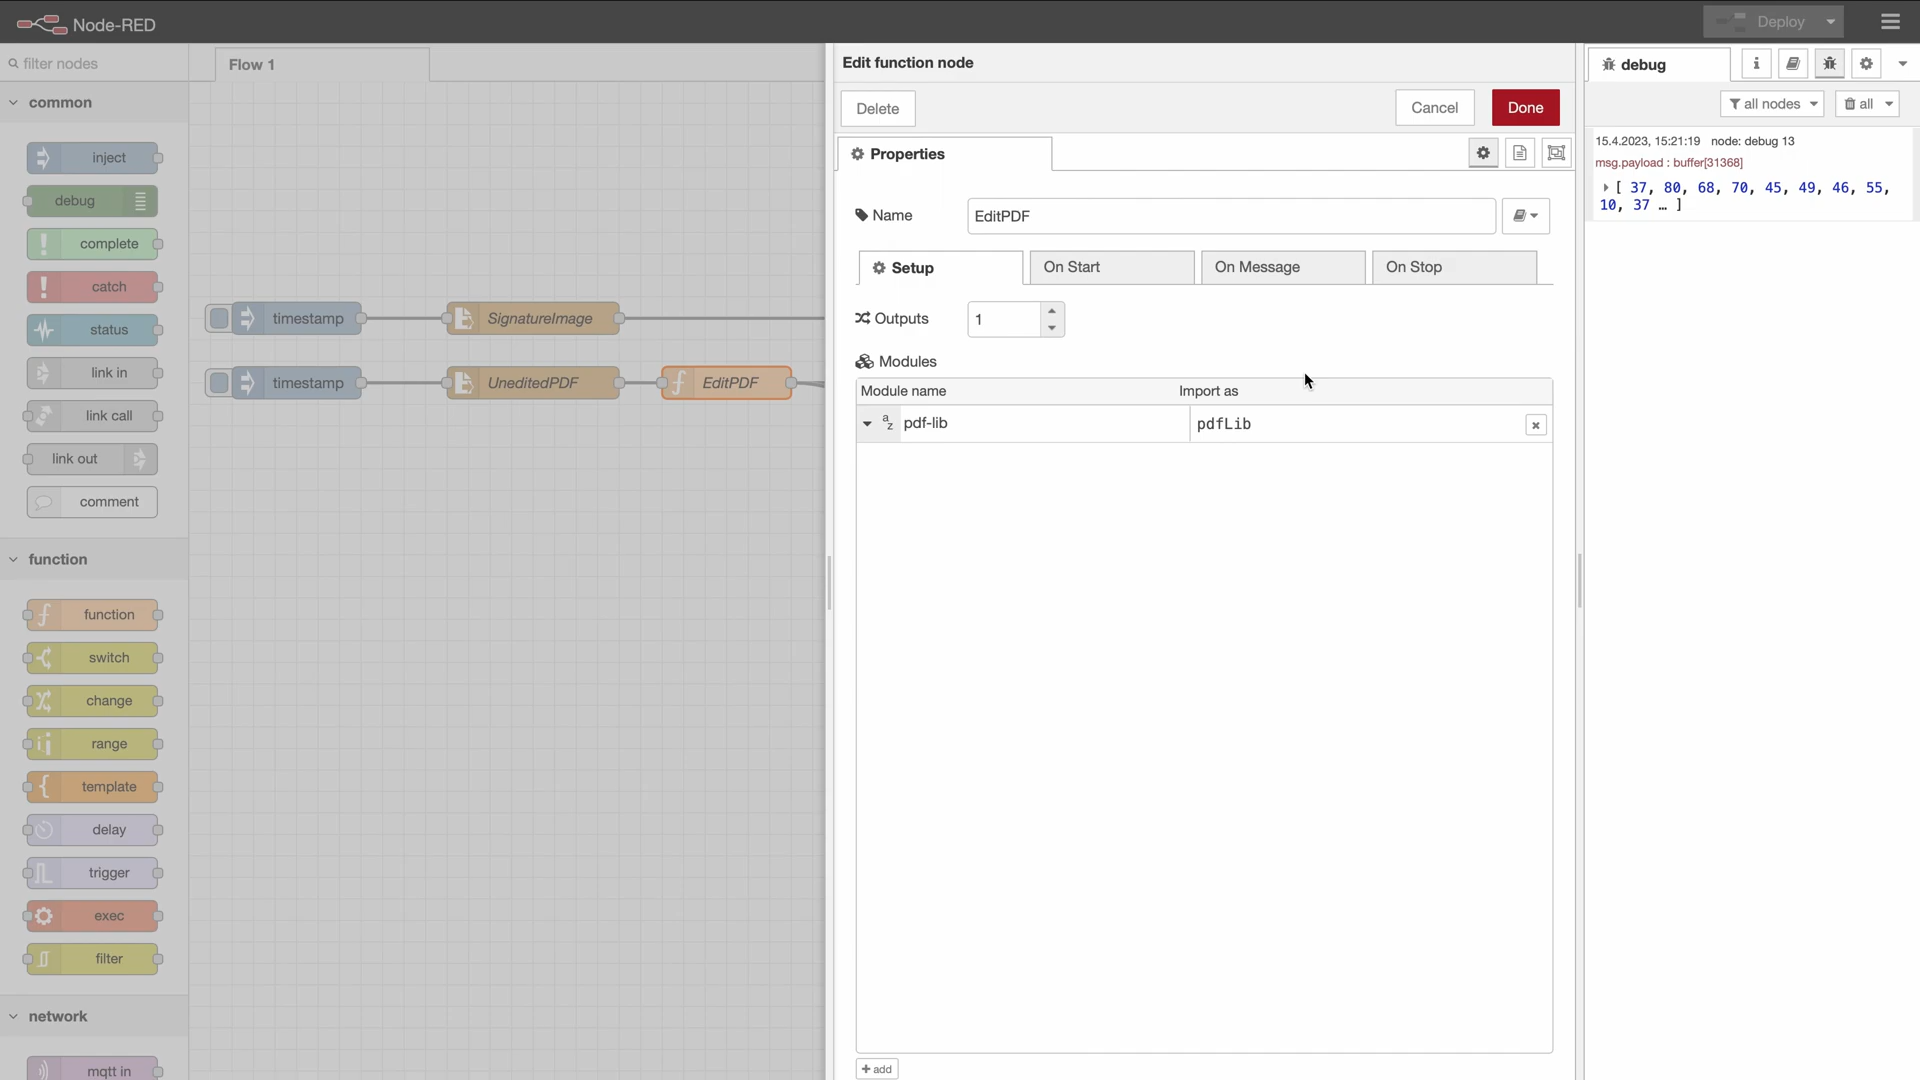 Node-RED
Deploy
filter nodes
Flow 1
common
inject
debug
complete
catch
status
link in
link call
link out
comment
function
function
switch
change
range
template
delay
trigger
exec
filter
network
mqtt in
timestamp
SignatureImage
timestamp
UneditedPDF
EditPDF
Edit function node
Delete
Cancel
Done
Properties
Name
EditPDF
Setup
On Start
On Message
On Stop
Outputs
1
Modules
Module name
Import as
pdf-lib
pdfLib
add
debug
all nodes
all
15.4.2023, 15:21:19 node: debug 13
msg.payload : buffer[31368]
[ 37, 80, 68, 70, 45, 49, 46, 55,
10, 37 … ]